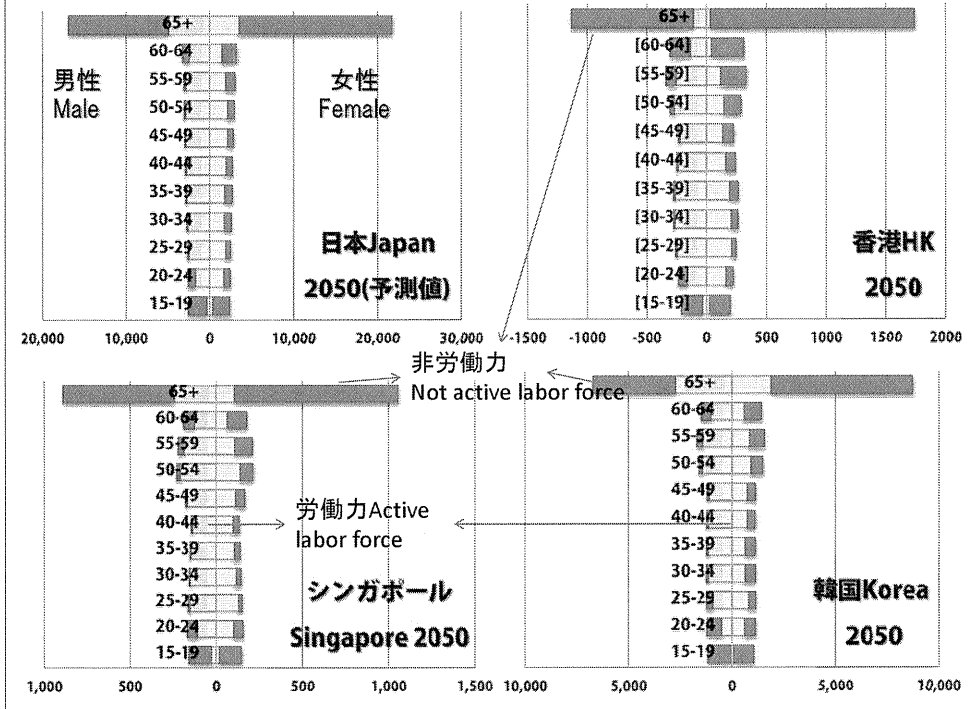 65+
60-64
55-59
50-54
45-49
40-44
35-39
30-34
25-29
20-24
15-19
男性
Male
女性
Female
日本Japan
2050(予測値)
20,000 10,000 0 10,000 20,000 30,000
65+
[60-64]
[55-59]
[50-54]
[45-49]
[40-44]
[35-39]
[30-34]
[25-29]
[20-24]
[15-19]
香港HK
2050
-1500 -1000 -500 0 500 1000 1500 2000
非労働力
Not active labor force
65+
60-64
55-59
50-54
45-49
40-44
35-39
30-34
25-29
20-24
15-19
労働力Active
labor force
シンガポール
Singapore 2050
1,000 500 0 500 1,000 1,500
65+
60-64
55-59
50-54
45-49
40-44
35-39
30-34
25-29
20-24
15-19
韓国Korea
2050
10,000 5,000 0 5,000 10,000